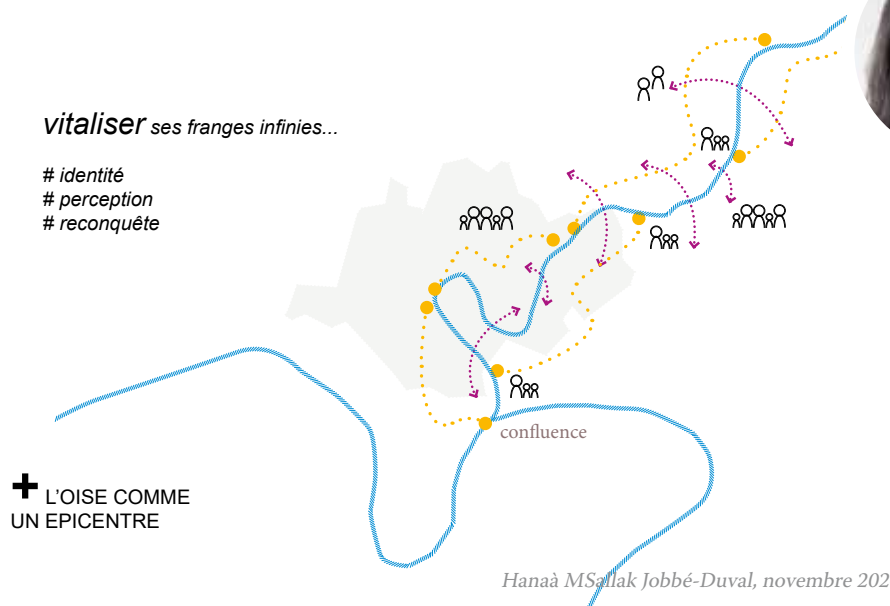 vitaliser ses franges infinies...
# identité
# perception
# reconquête
confluence
+ L'OISE COMME
UN EPICENTRE
Hanaà MSallak Jobbé-Duval, novembre 202